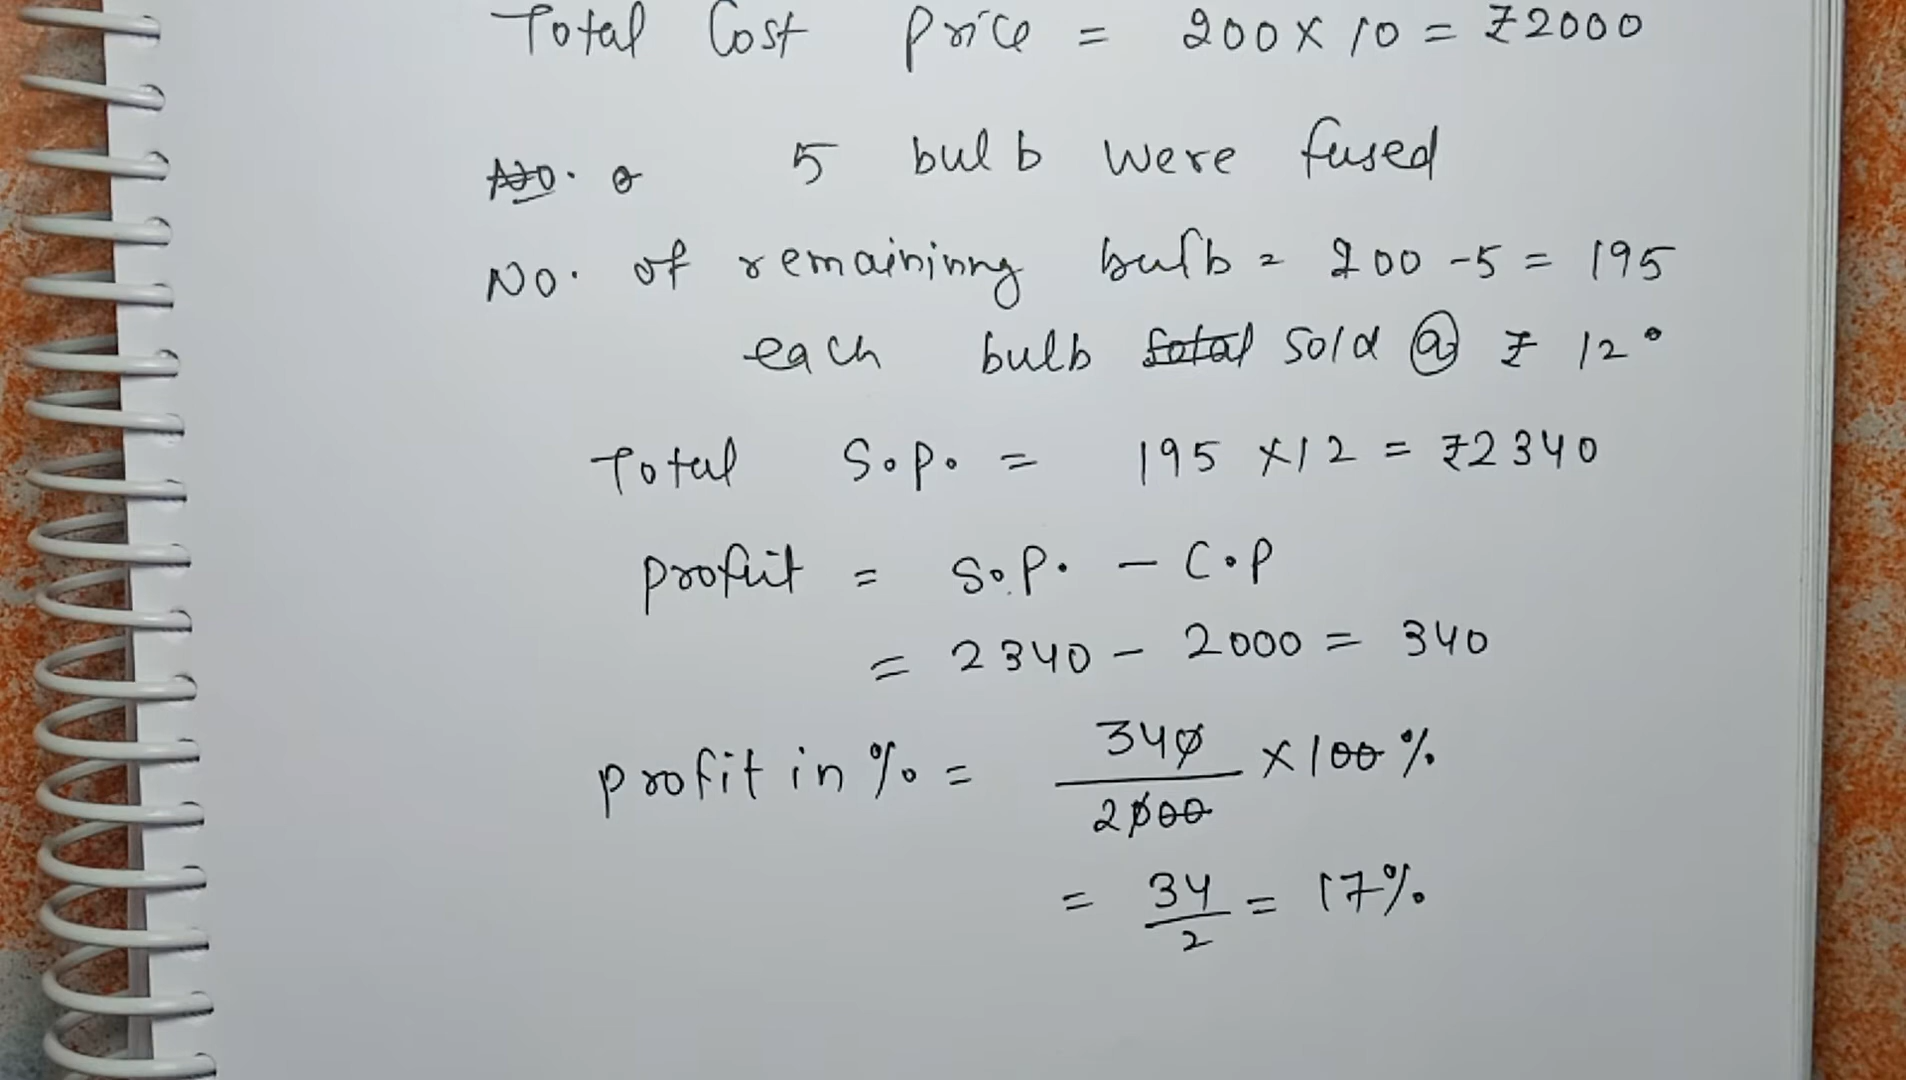 Total Cost Price = 200 x 10 = ₹2000
No. o 5 bulb were fused
No. of remaininng bulb = 200 - 5 = 195
each bulb total sold @ ₹ 12.
Total S.P. = 195 x 12 = ₹2340
profit = S.P. - C.P
= 2340 - 2000 = 340
profit in % = 340/2000 x 100 %
= 34/2 = 17%